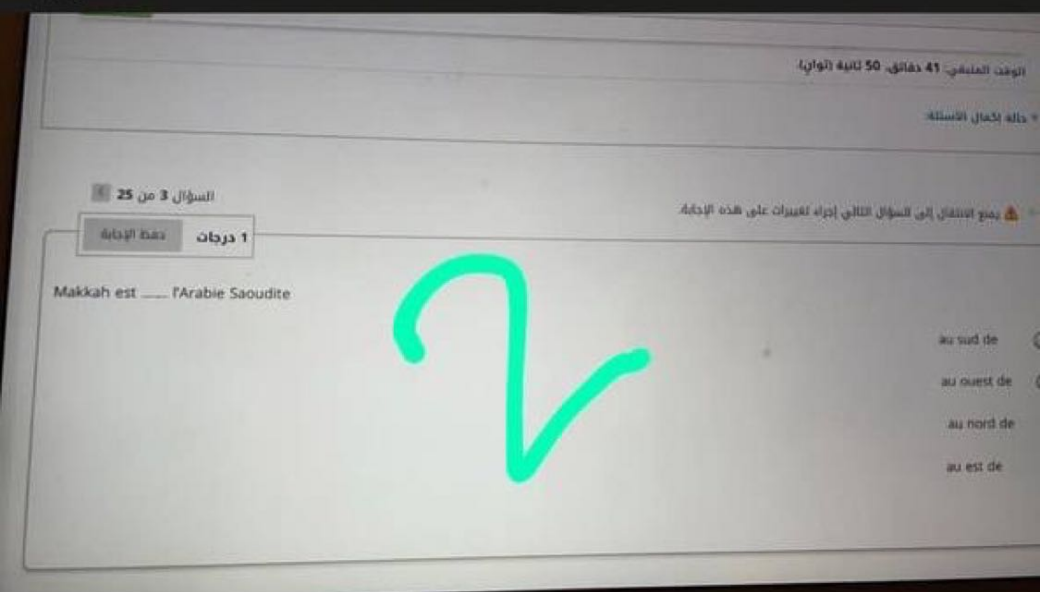 الوقت المتبقي: 41 دقائق، 50 ثانية (ثوان).
حالة إكمال الأسئلة:
السؤال 3 من 25
يمنع الانتقال إلى السؤال التالي إجراء تغييرات على هذه الإجابة.
1 درجات
حفظ الإجابة
Makkah est ...... l'Arabie Saoudite
au sud de
au ouest de
au nord de
au est de
2